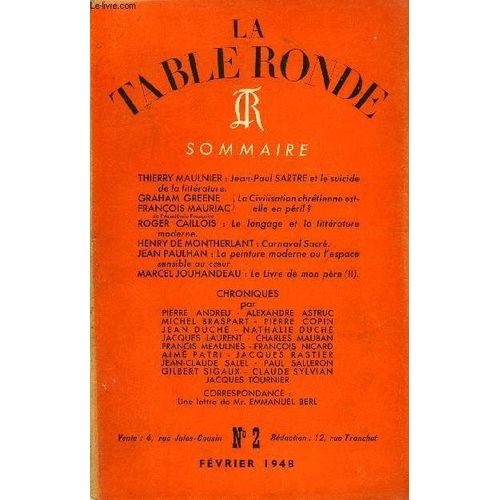 Le-livre.com
LA
TABLE RONDE
TR
SOMMAIRE
THIERRY MAULNIER : Jean-Paul SARTRE et le suicide
de la littérature.
GRAHAM GREENE ( La Civilisation chrétienne est-
FRANÇOIS MAURIAC ) elle en péril ?
de l'Académie Française
ROGER CAILLOIS : Le langage et la littérature
moderne.
HENRY DE MONTHERLANT : Carnaval Sacré.
JEAN PAULHAN : La peinture moderne ou l'espace
sensible au cœur.
MARCEL JOUHANDEAU : Le Livre de mon père (II).
CHRONIQUES
par
PIERRE ANDREU - ALEXANDRE ASTRUC
MICHEL BRASPART - PIERRE COPIN
JEAN DUCHÉ - NATHALIE DUCHÉ
JACQUES LAURENT - CHARLES MAUBAN
FRANCIS MEAULNES - FRANÇOIS NICARD
AIMÉ PATRI - JACQUES RASTIER
JEAN-CLAUDE SALEL - PAUL SALLERON
GILBERT SIGAUX - CLAUDE SYLVIAN
JACQUES TOURNIER
CORRESPONDANCE :
Une lettre de Mr. EMMANUEL BERL
Vente : 4, rue Jules-Cousin N° 2 Rédaction : 12, rue Tronchet
FÉVRIER 1948